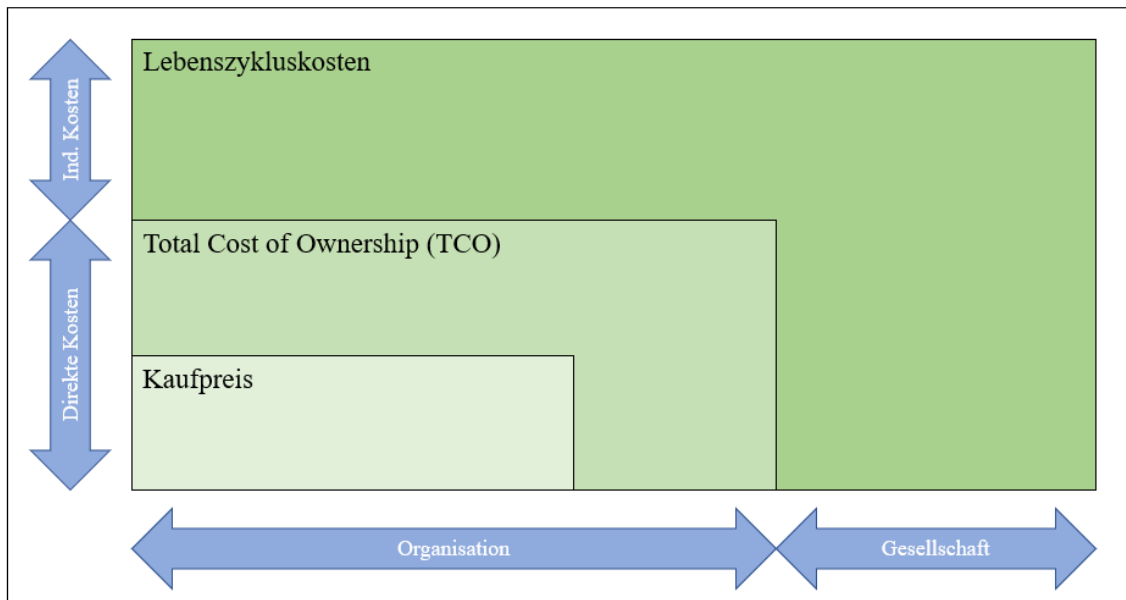 Lebenszykluskosten
Ind. Kosten
Total Cost of Ownership (TCO)
Direkte Kosten
Kaufpreis
Organisation
Gesellschaft